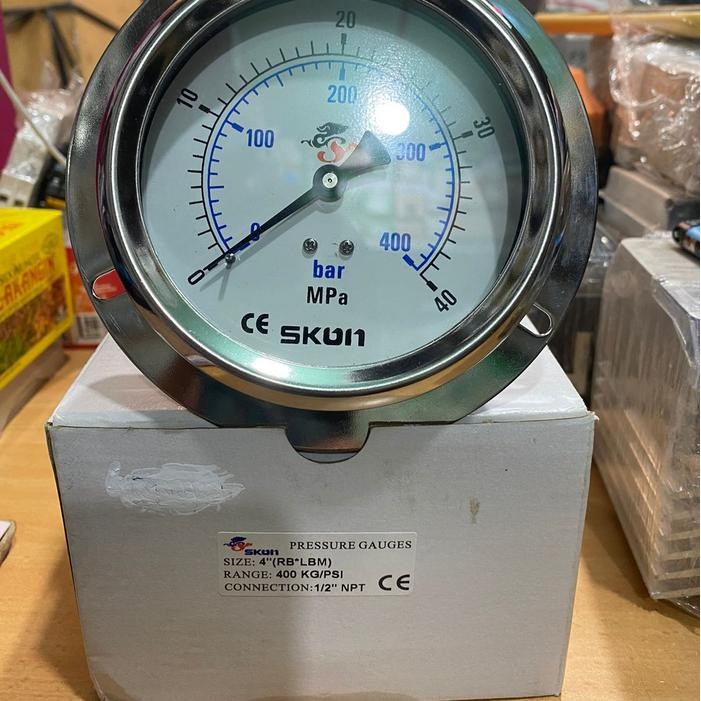 20
200
10
30
100
300
0
400
0
40
bar
MPa
CE SKON
SKON PRESSURE GAUGES
SIZE: 4"(RB*LBM)
RANGE: 400 KG/PSI
CONNECTION:1/2" NPT CE